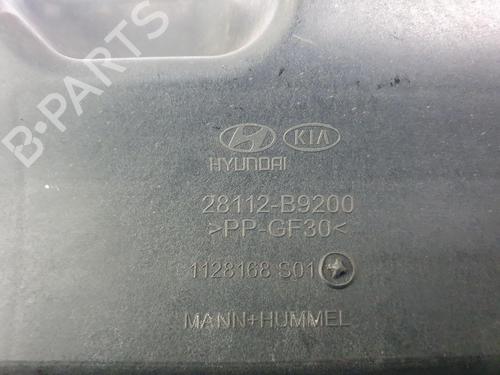 B-PARTS
KIA
HYUNDAI
28112-B9200
>PP-GF30<
1128168 S01
MANN+HUMMEL